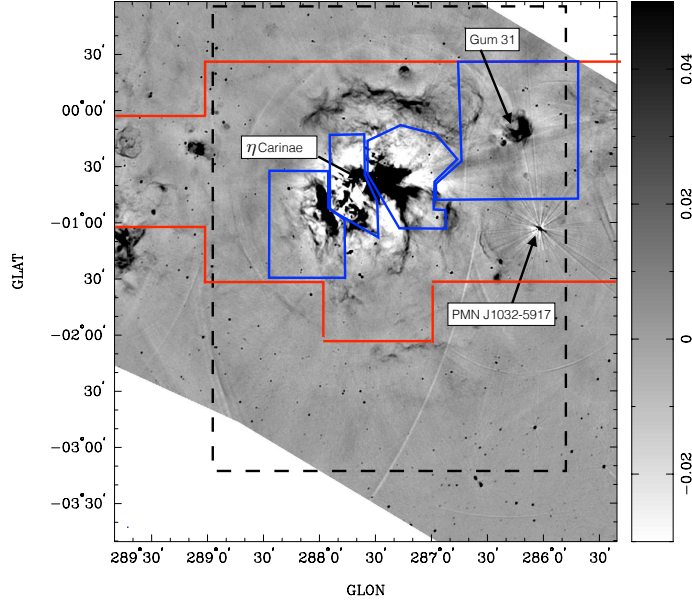 Gum 31
η Carinae
PMN J1032-5917
GLAT
30′
00°00′
30′
−01°00′
30′
−02°00′
30′
−03°00′
−03°30′
289°30′ 289°0′ 30′ 288°0′ 30′ 287°0′ 30′ 286°0′ 30′
GLON
0.04
0.02
0
−0.02